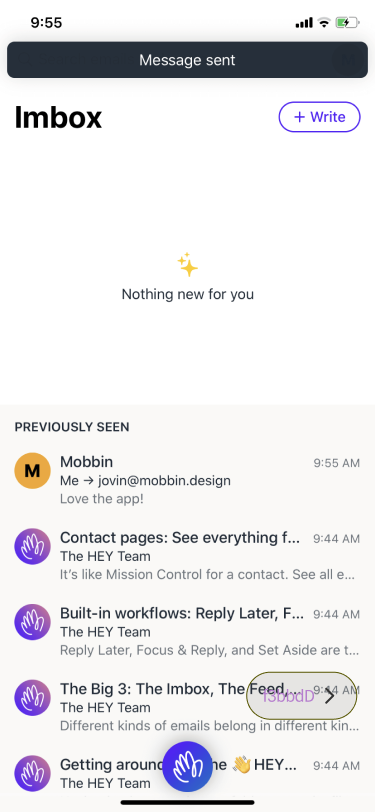 9:55
Message sent
Imbox
+ Write
Nothing new for you
PREVIOUSLY SEEN
M
Mobbin
9:55 AM
Me → jovin@mobbin.design
Love the app!
Contact pages: See everything f...
9:44 AM
The HEY Team
It's like Mission Control for a contact. See all e...
Built-in workflows: Reply Later, F...
9:44 AM
The HEY Team
Reply Later, Focus & Reply, and Set Aside are t...
The Big 3: The Imbox, The Feed,...
9:44 AM
The HEY Team
Different kinds of emails belong in different kin...
Getting around
HEY...
9:44 AM
The HEY Team